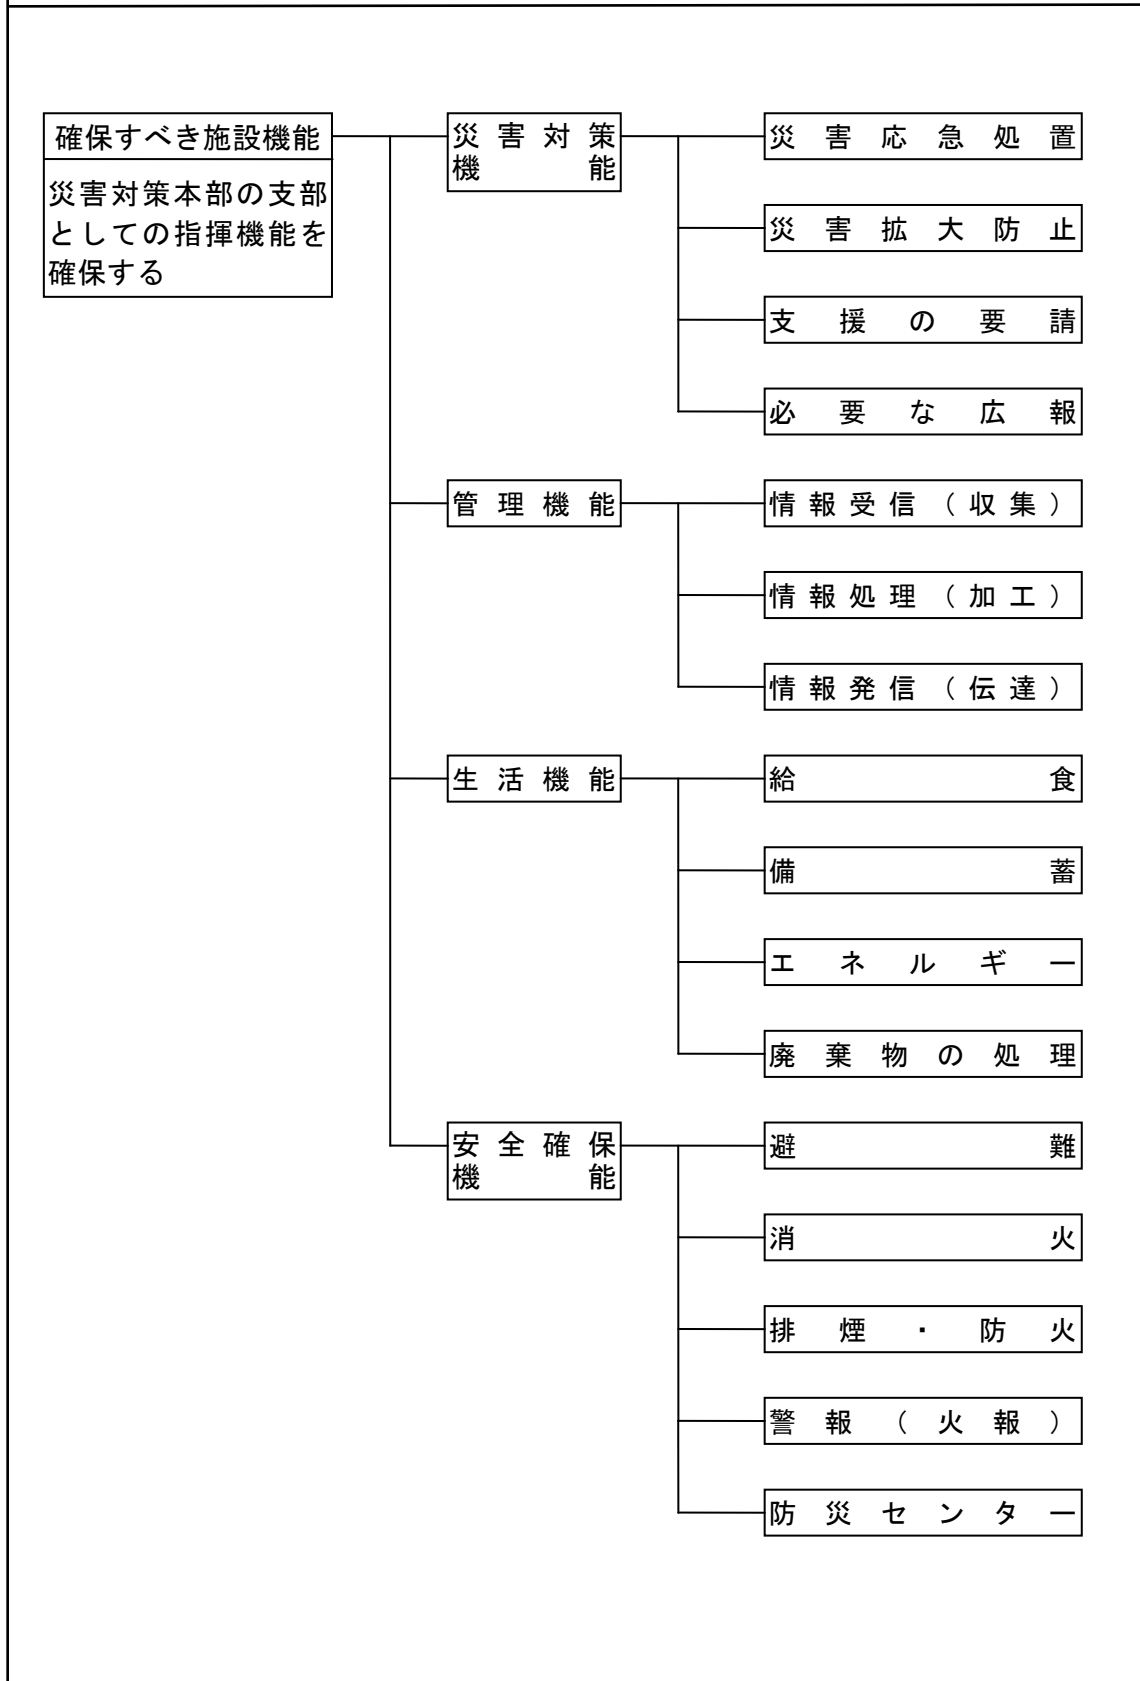 確保すべき施設機能
災害対策本部の支部
としての指揮機能を
確保する
災害対策
機能
災害応急処置
災害拡大防止
支援の要請
必要な広報
管理機能
情報受信（収集）
情報処理（加工）
情報発信（伝達）
生活機能
給食
備蓄
エネルギー
廃棄物の処理
安全確保
機能
避難
消火
排煙・防火
警報（火報）
防災センター